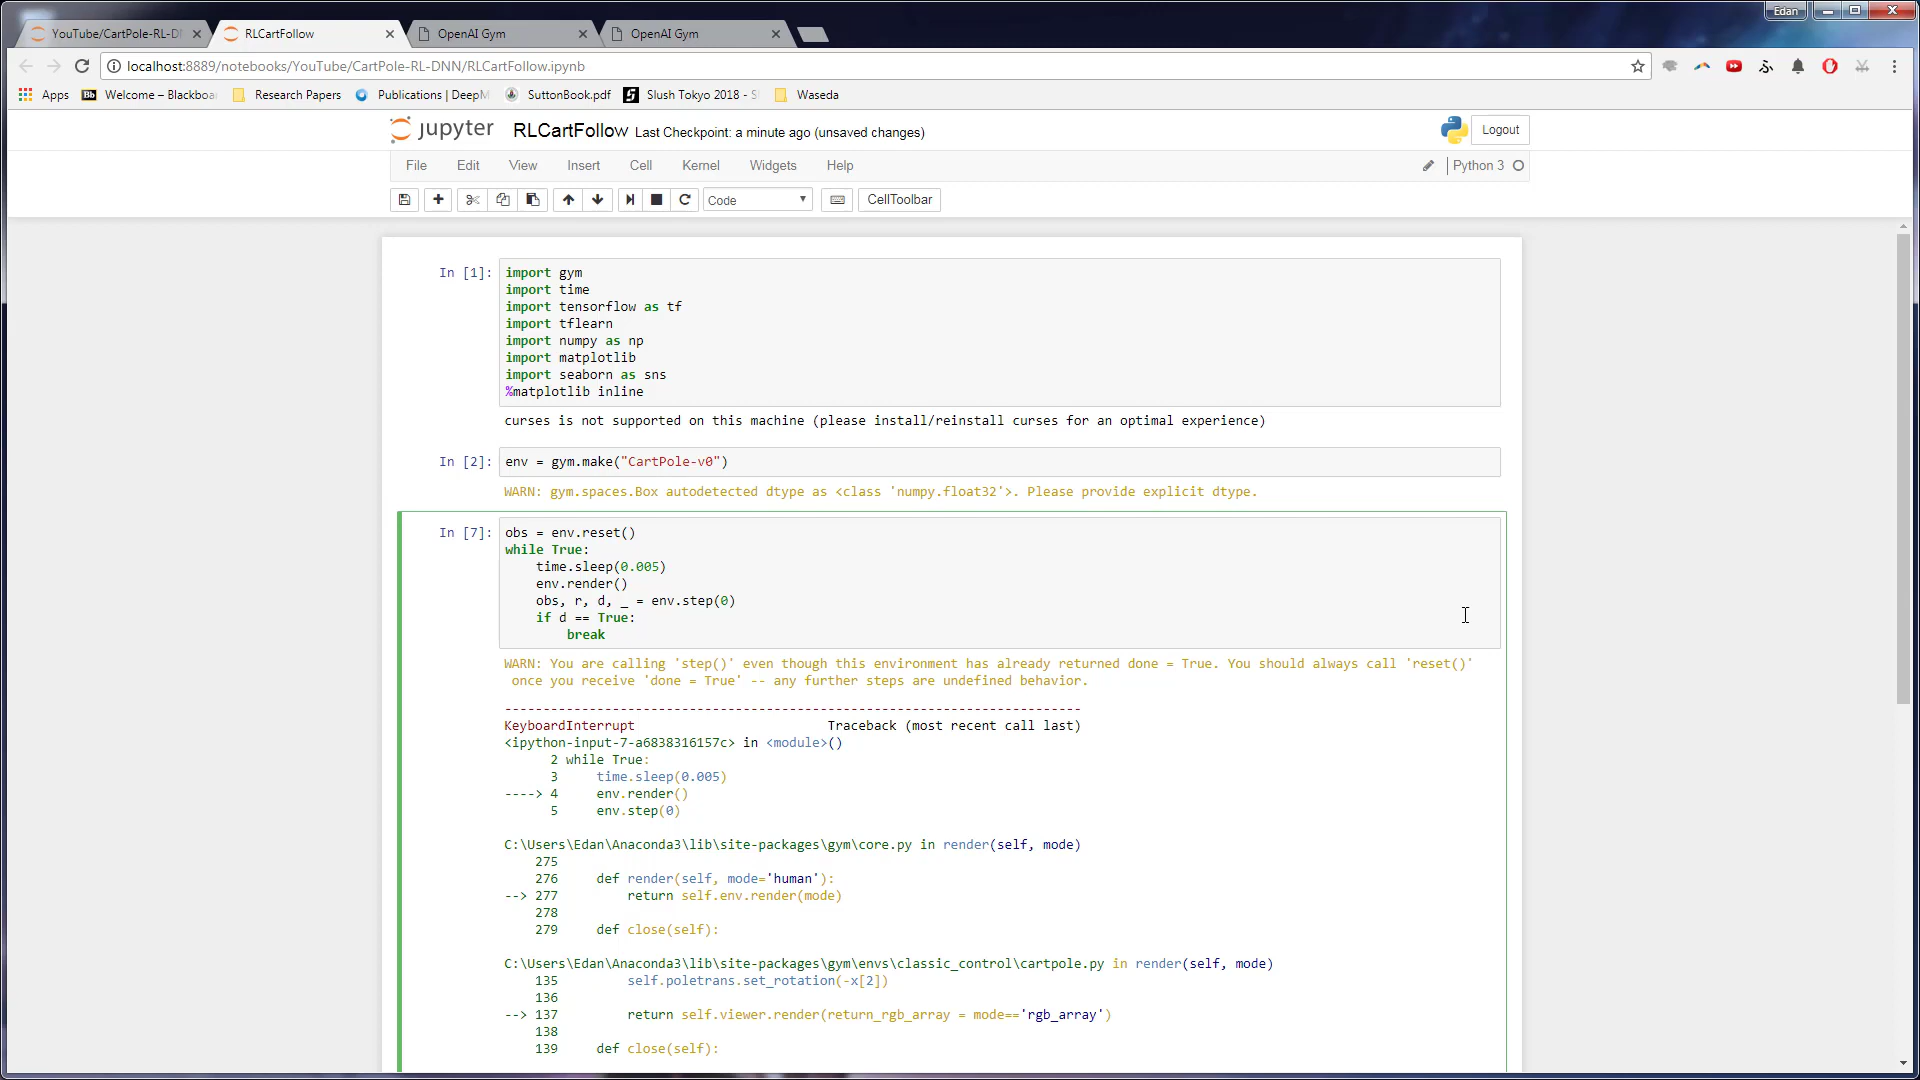 Edan
YouTube/CartPole-RL-D
RLCartFollow
OpenAI Gym
OpenAI Gym
localhost:8889/notebooks/YouTube/CartPole-RL-DNN/RLCartFollow.ipynb
Apps
Bb
Welcome – Blackboa
Research Papers
Publications | DeepM
SuttonBook.pdf
Slush Tokyo 2018 -
Waseda
jupyter
RLCartFollow
Last Checkpoint: a minute ago (unsaved changes)
Logout
File Edit View Insert Cell Kernel Widgets Help
Python 3
Code
CellToolbar
In [1]:
import gym
import time
import tensorflow as tf
import tflearn
import numpy as np
import matplotlib
import seaborn as sns
%matplotlib inline
curses is not supported on this machine (please install/reinstall curses for an optimal experience)
In [2]:
env = gym.make("CartPole-v0")
WARN: gym.spaces.Box autodetected dtype as <class 'numpy.float32'>. Please provide explicit dtype.
In [7]:
obs = env.reset()
while True:
    time.sleep(0.005)
    env.render()
    obs, r, d, _ = env.step(0)
    if d == True:
        break
WARN: You are calling 'step()' even though this environment has already returned done = True. You should always call 'reset()'
 once you receive 'done = True' -- any further steps are undefined behavior.
---------------------------------------------------------------------------
KeyboardInterrupt                         Traceback (most recent call last)
<ipython-input-7-a6838316157c> in <module>()
      2 while True:
      3     time.sleep(0.005)
----> 4     env.render()
      5     env.step(0)
C:\Users\Edan\Anaconda3\lib\site-packages\gym\core.py in render(self, mode)
    275
    276     def render(self, mode='human'):
--> 277         return self.env.render(mode)
    278
    279     def close(self):
C:\Users\Edan\Anaconda3\lib\site-packages\gym\envs\classic_control\cartpole.py in render(self, mode)
    135         self.poletrans.set_rotation(-x[2])
    136
--> 137         return self.viewer.render(return_rgb_array = mode=='rgb_array')
    138
    139     def close(self):